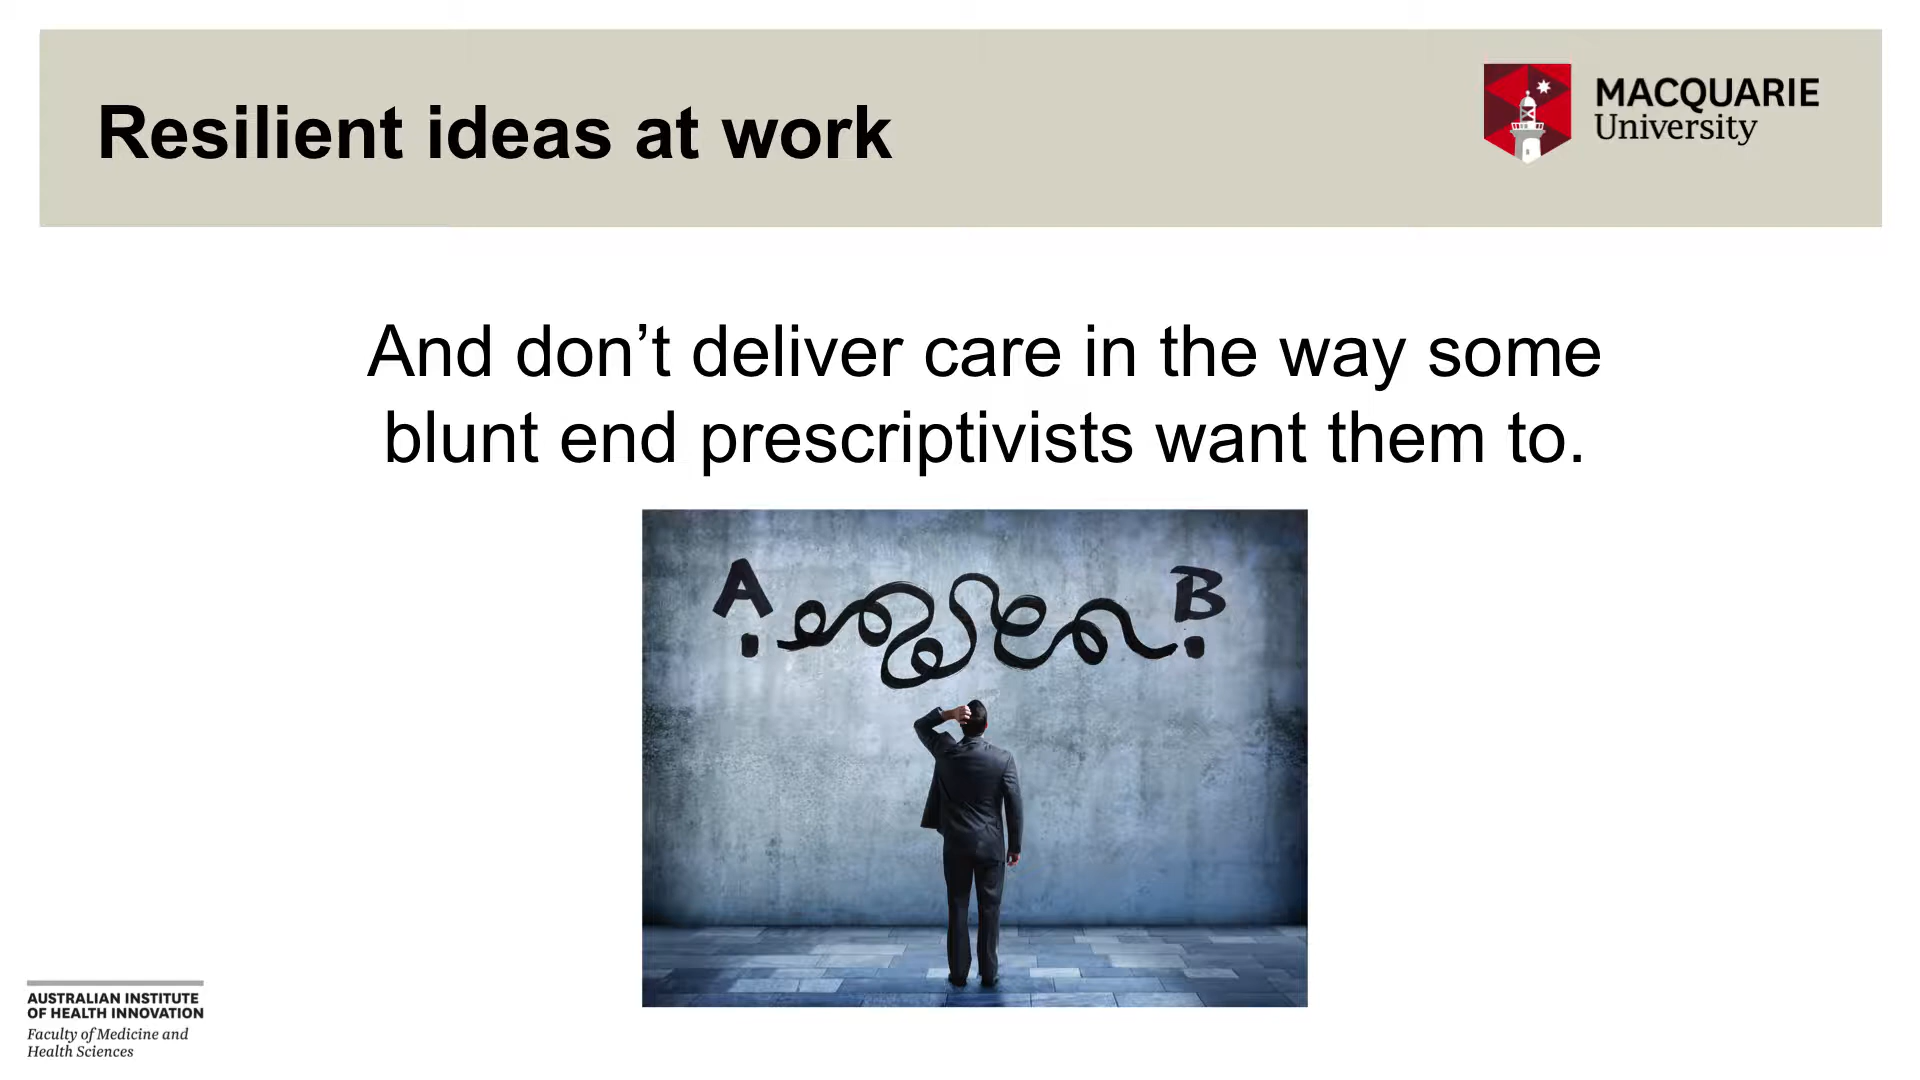 Resilient ideas at work
MACQUARIE
University
And don’t deliver care in the way some
blunt end prescriptivists want them to.
A
B
AUSTRALIAN INSTITUTE
OF HEALTH INNOVATION
Faculty of Medicine and
Health Sciences